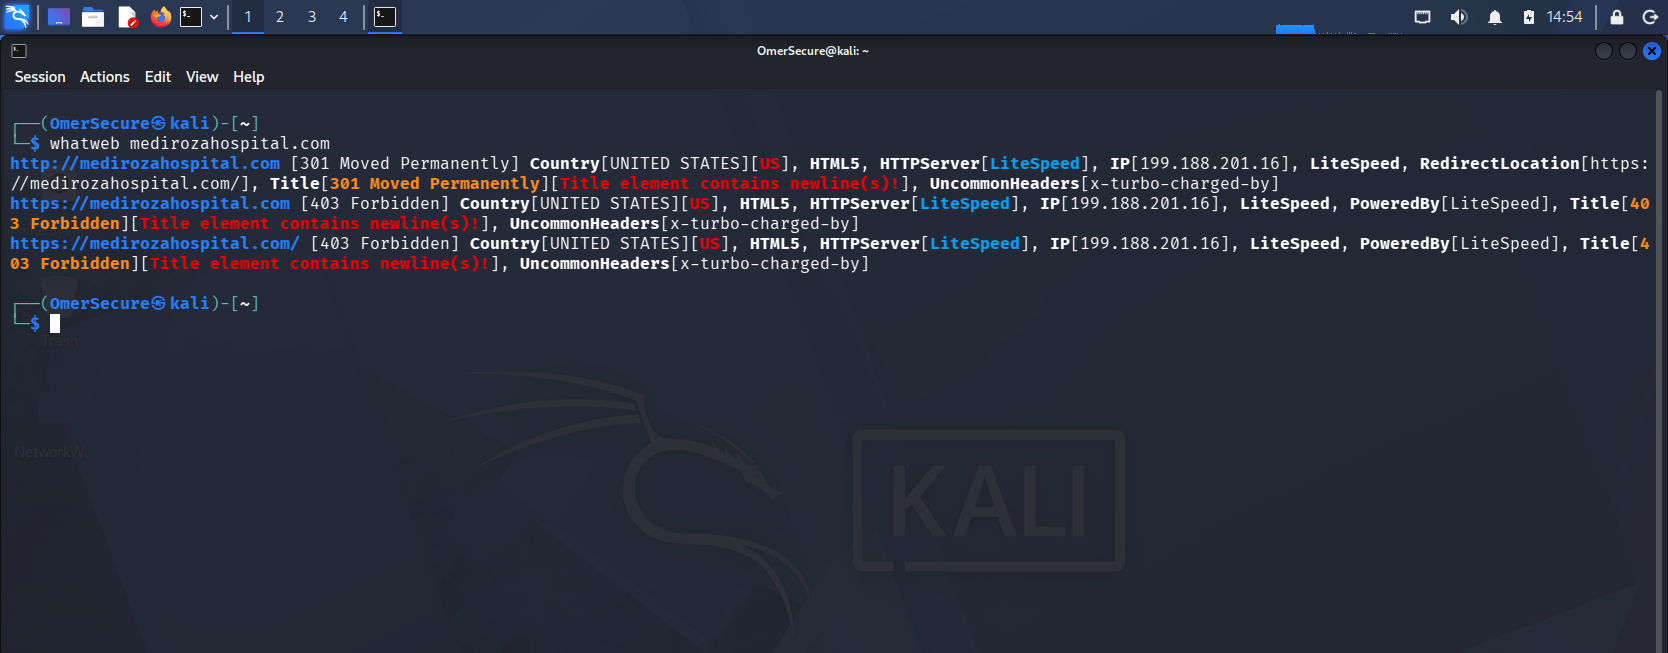 1 2 3 4 14:54
OmerSecure@kali: ~
Session Actions Edit View Help
┌──(OmerSecure㉿kali)-[~]
└─$ whatweb medirozahospital.com
http://medirozahospital.com [301 Moved Permanently] Country[UNITED STATES][US], HTML5, HTTPServer[LiteSpeed], IP[199.188.201.16], LiteSpeed, RedirectLocation[https:
//medirozahospital.com/], Title[301 Moved Permanently][Title element contains newline(s)!], UncommonHeaders[x-turbo-charged-by]
https://medirozahospital.com [403 Forbidden] Country[UNITED STATES][US], HTML5, HTTPServer[LiteSpeed], IP[199.188.201.16], LiteSpeed, PoweredBy[LiteSpeed], Title[40
3 Forbidden][Title element contains newline(s)!], UncommonHeaders[x-turbo-charged-by]
https://medirozahospital.com/ [403 Forbidden] Country[UNITED STATES][US], HTML5, HTTPServer[LiteSpeed], IP[199.188.201.16], LiteSpeed, PoweredBy[LiteSpeed], Title[4
03 Forbidden][Title element contains newline(s)!], UncommonHeaders[x-turbo-charged-by]
┌──(OmerSecure㉿kali)-[~]
└─$
Trash
NetworkW...
KALI